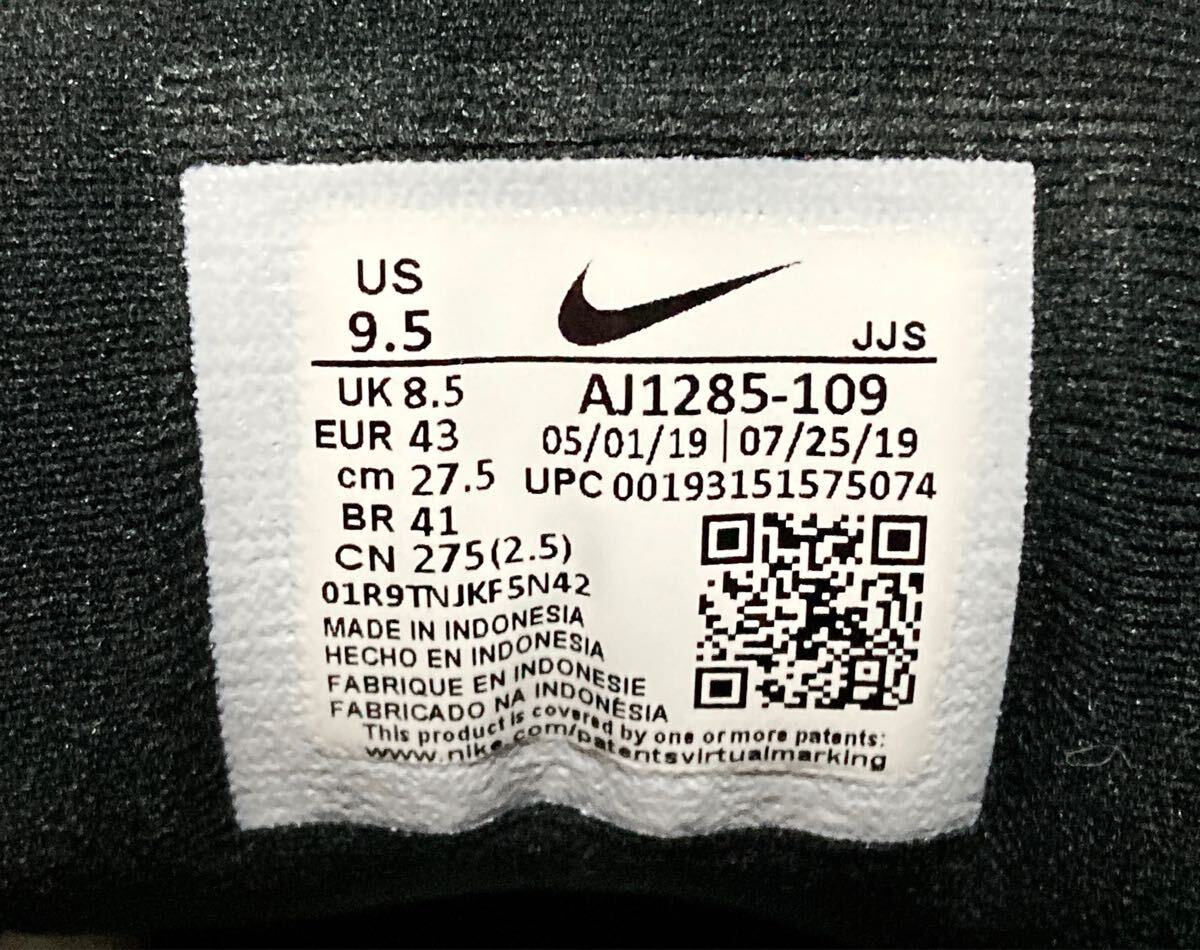 US
9.5
JJS
UK 8.5
EUR 43
cm 27.5
BR 41
CN 275(2.5)
AJ1285-109
05/01/19 | 07/25/19
UPC 00193151575074
01R9TNJKF5N42
MADE IN INDONESIA
HECHO EN INDONESIA
FABRIQUE EN INDONESIE
FABRICADO NA INDONÉSIA
This product is covered by one or more patents:
www.nike.com/patentsvirtualmarking